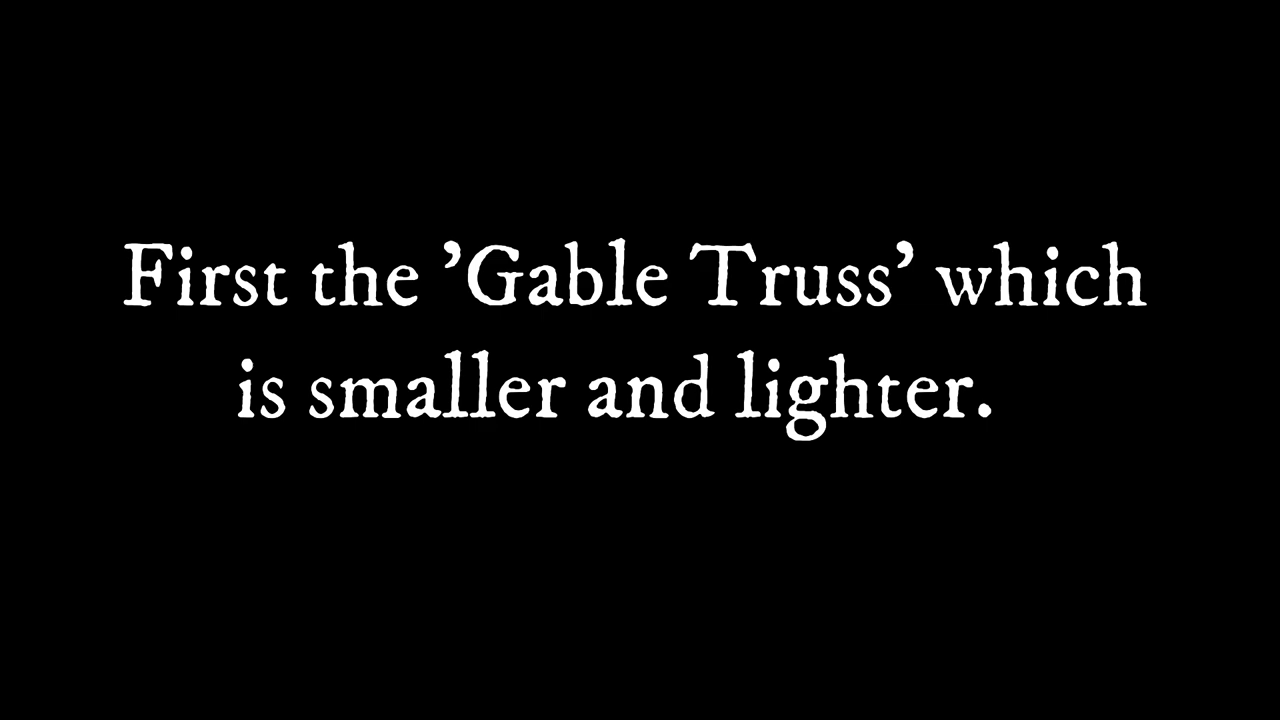 First the ’Gable Truss’ which
is smaller and lighter.